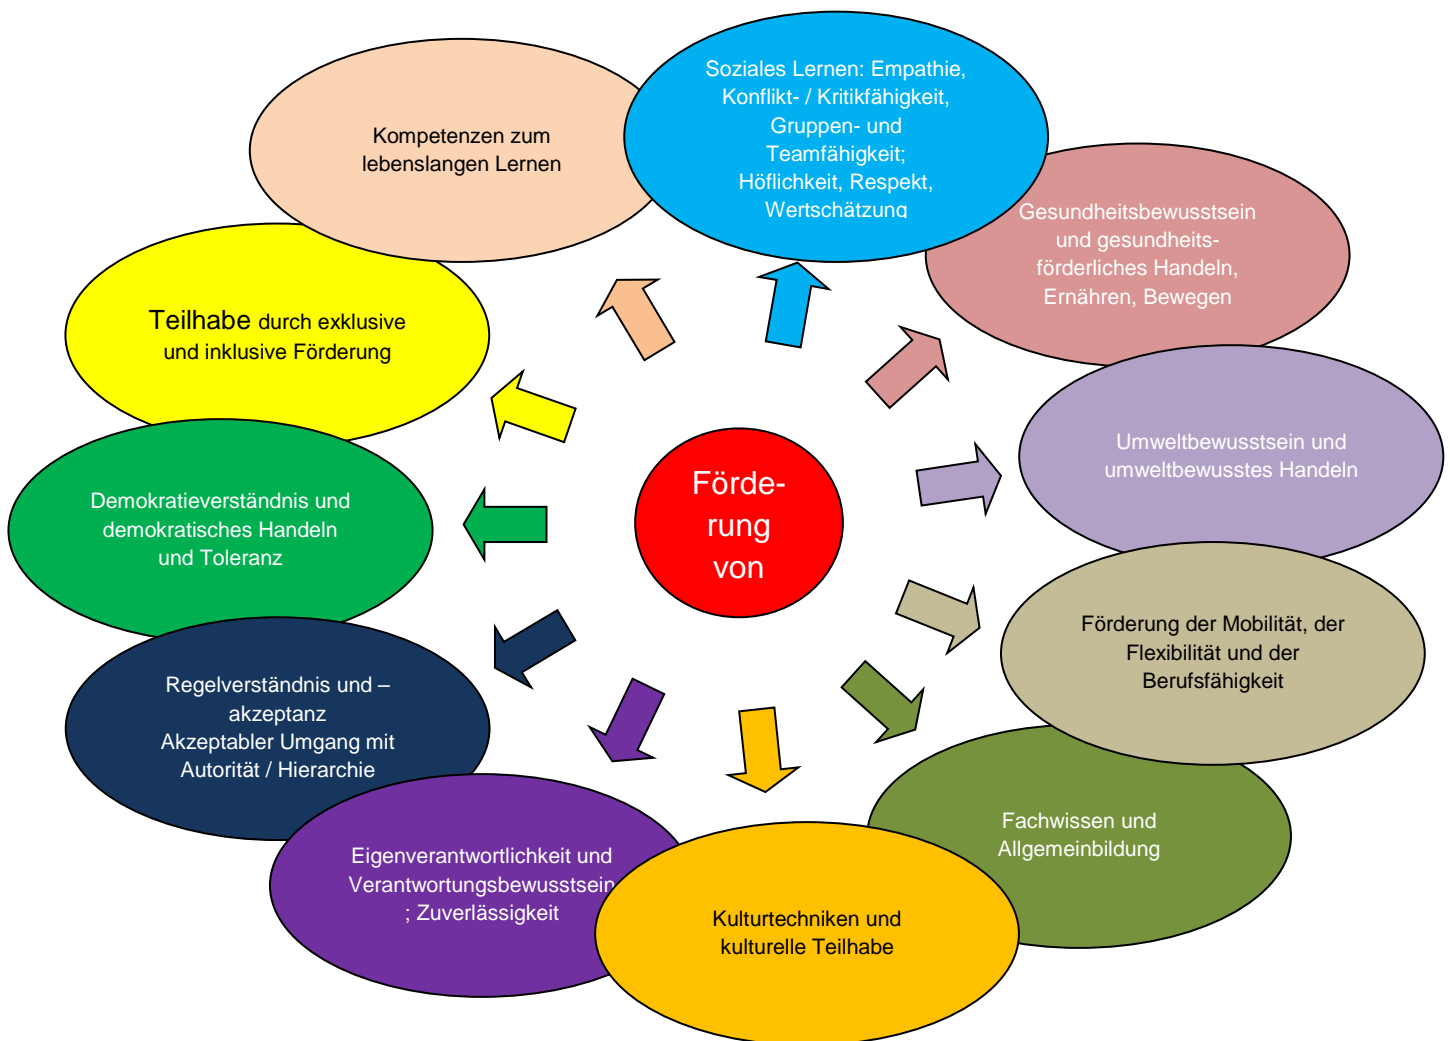 Soziales Lernen: Empathie,
Konflikt- / Kritikfähigkeit,
Gruppen- und
Teamfähigkeit;
Höflichkeit, Respekt,
Wertschätzung
Kompetenzen zum
lebenslangen Lernen
Gesundheitsbewusstsein
und gesundheits-
förderliches Handeln,
Ernähren, Bewegen
Teilhabe durch exklusive
und inklusive Förderung
Umweltbewusstsein und
umweltbewusstes Handeln
Förde-
rung
von
Demokratieverständnis und
demokratisches Handeln
und Toleranz
Förderung der Mobilität, der
Flexibilität und der
Berufsfähigkeit
Regelverständnis und –
akzeptanz
Akzeptabler Umgang mit
Autorität / Hierarchie
Fachwissen und
Allgemeinbildung
Eigenverantwortlichkeit und
Verantwortungsbewusstsein
; Zuverlässigkeit
Kulturtechniken und
kulturelle Teilhabe